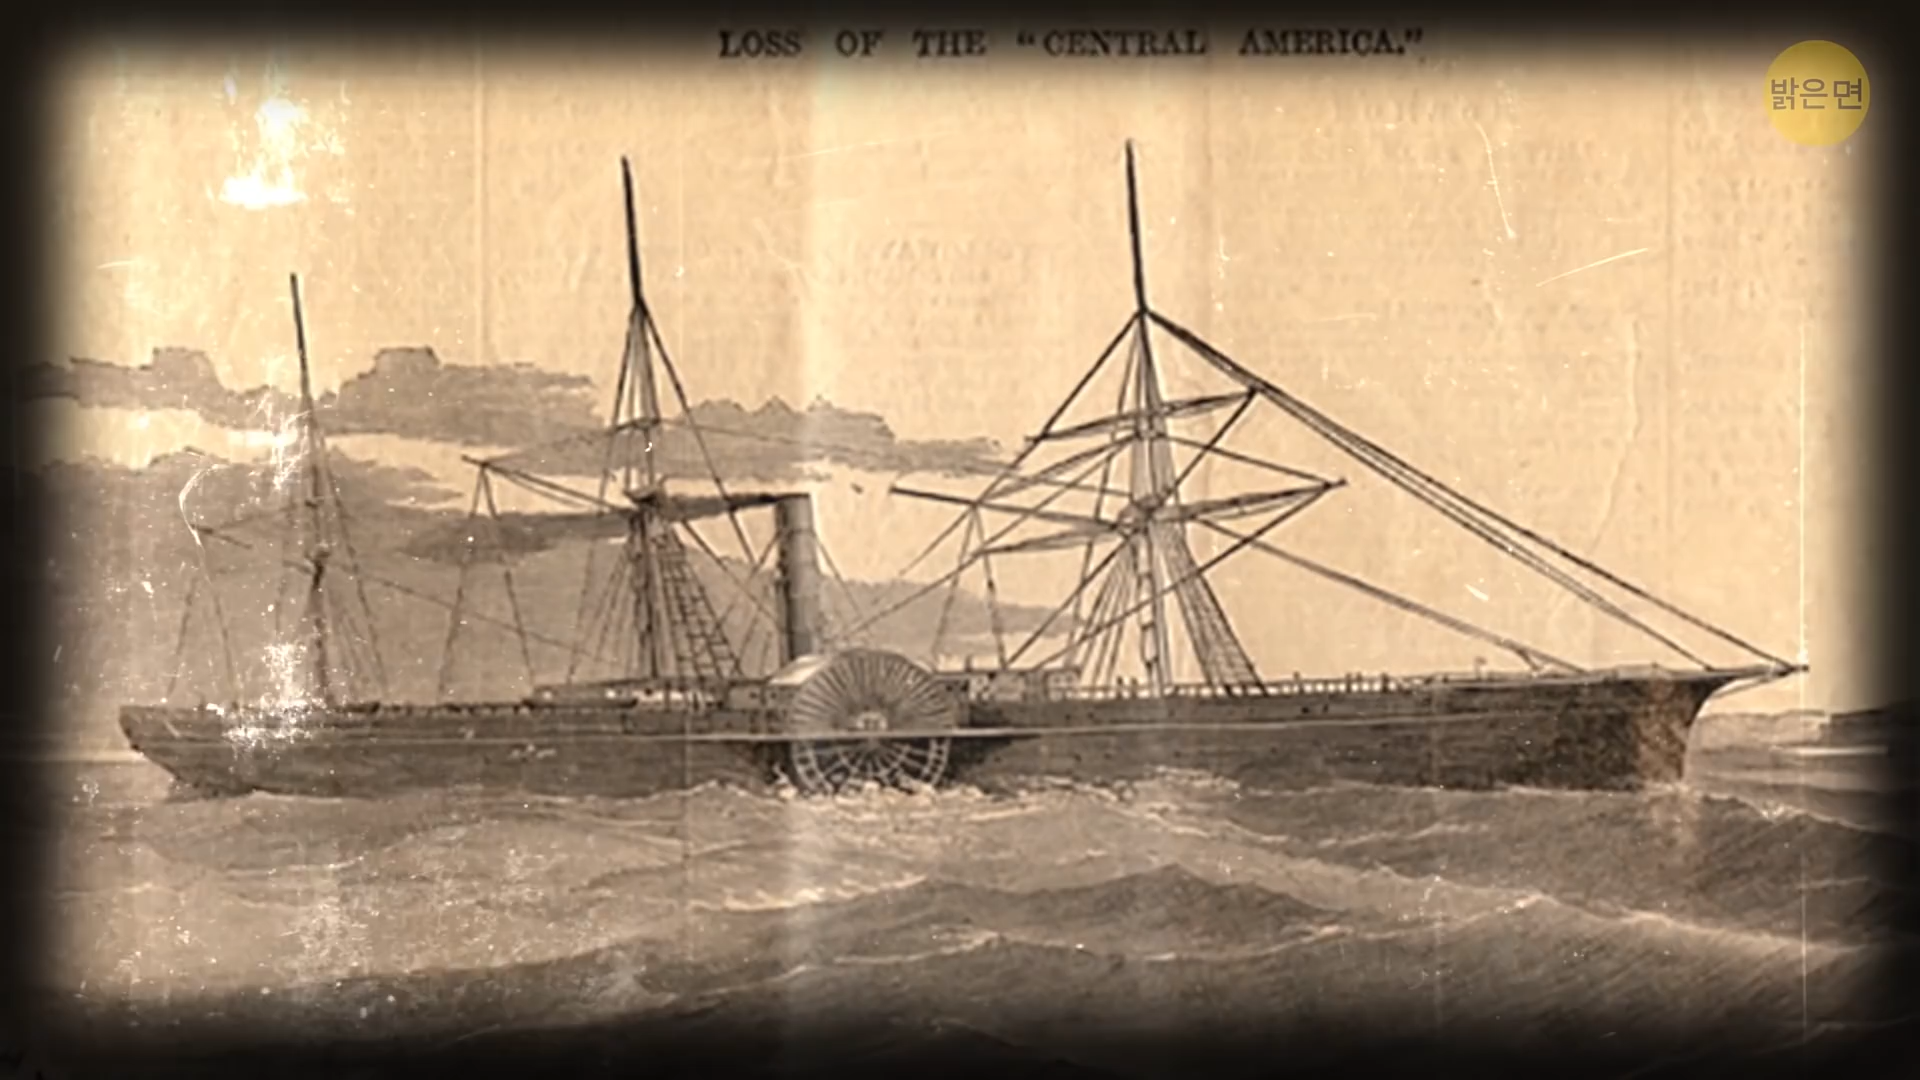 LOSS OF THE "CENTRAL AMERICA."
밝은면